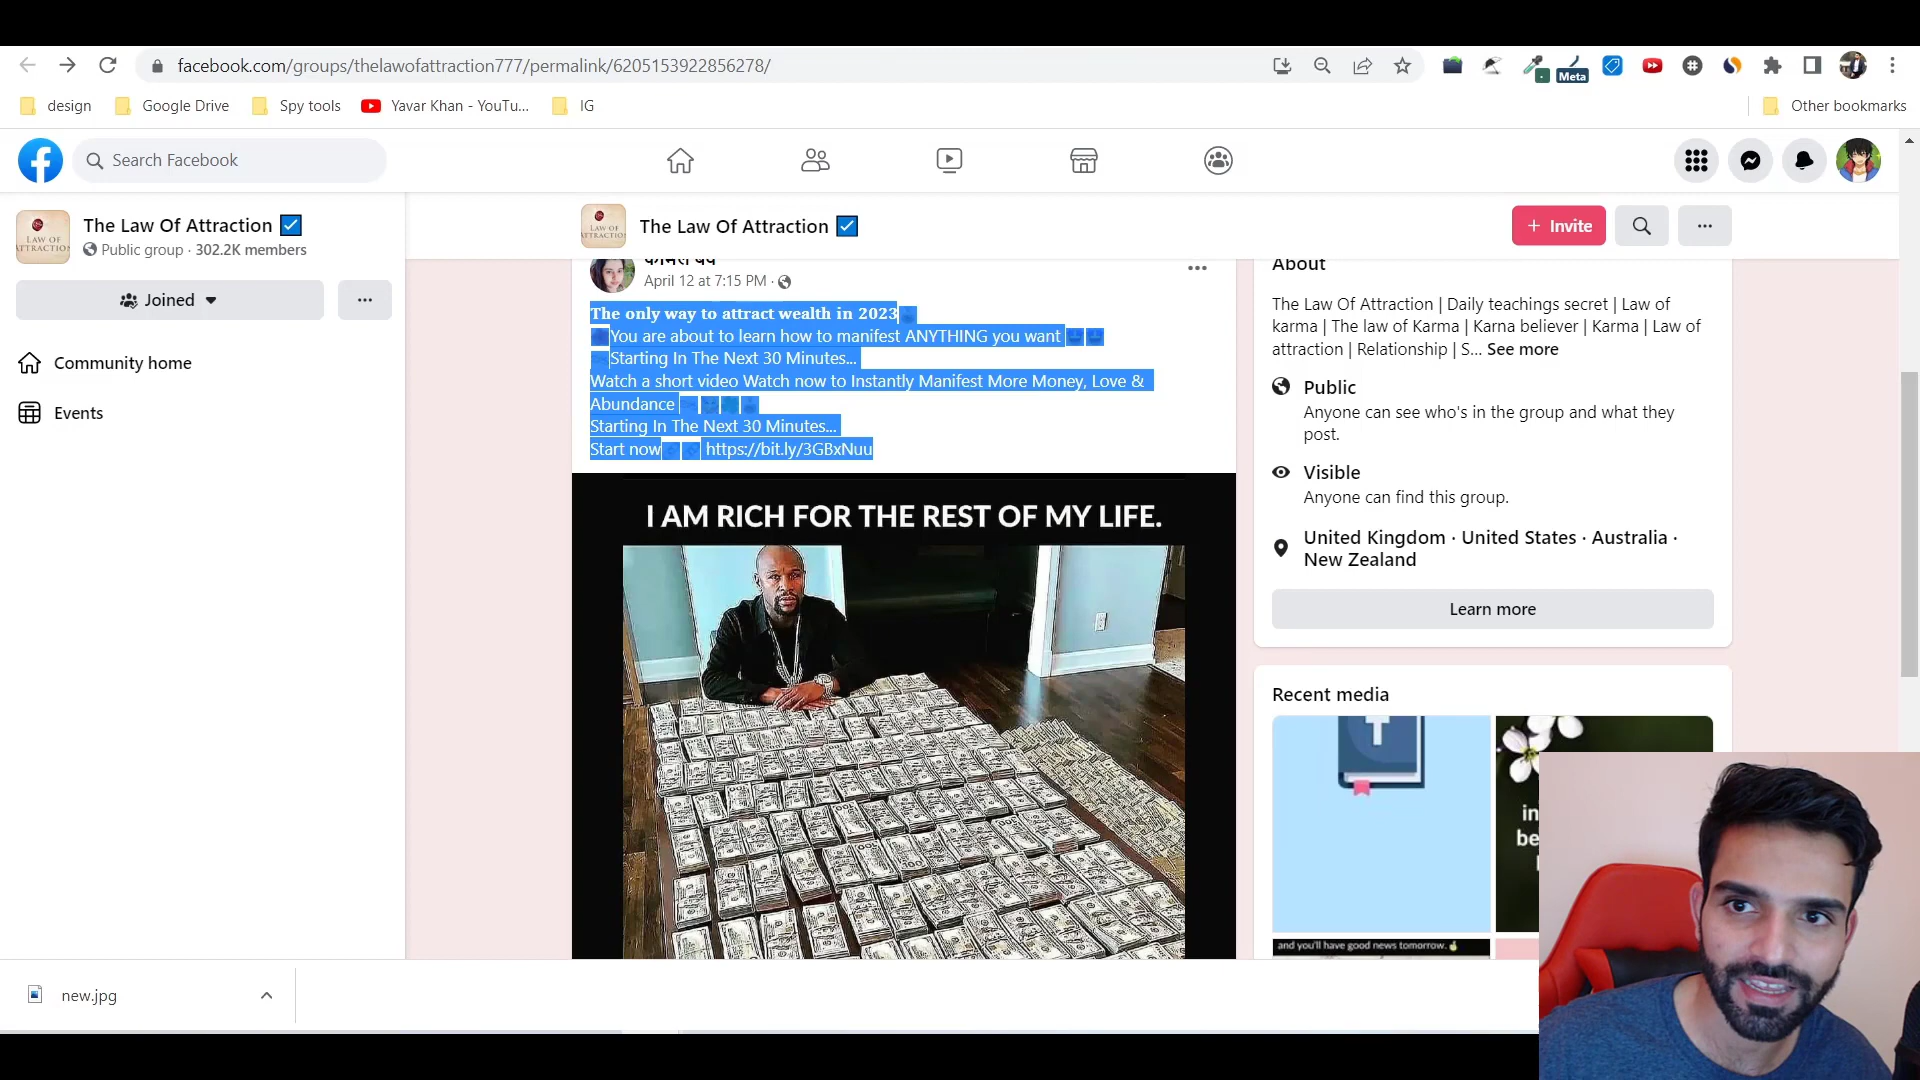 facebook.com/groups/thelawofattraction777/permalink/6205153922856278/
Meta
design
Google Drive
Spy tools
Yavar Khan - YouTu...
IG
Other bookmarks
Search Facebook
The Law Of Attraction
Public group · 302.2K members
Joined
Community home
Events
The Law Of Attraction
+ Invite
April 12 at 7:15 PM ·
The only way to attract wealth in 2023
You are about to learn how to manifest ANYTHING you want
Starting In The Next 30 Minutes...
Watch a short video Watch now to Instantly Manifest More Money, Love &
Abundance
Starting In The Next 30 Minutes...
Start now https://bit.ly/3GBxNuu
I AM RICH FOR THE REST OF MY LIFE.
About
The Law Of Attraction | Daily teachings secret | Law of
karma | The law of Karma | Karna believer | Karma | Law of
attraction | Relationship | S... See more
Public
Anyone can see who's in the group and what they
post.
Visible
Anyone can find this group.
United Kingdom · United States · Australia ·
New Zealand
Learn more
Recent media
in
be
and you'll have good news tomorrow.
new.jpg